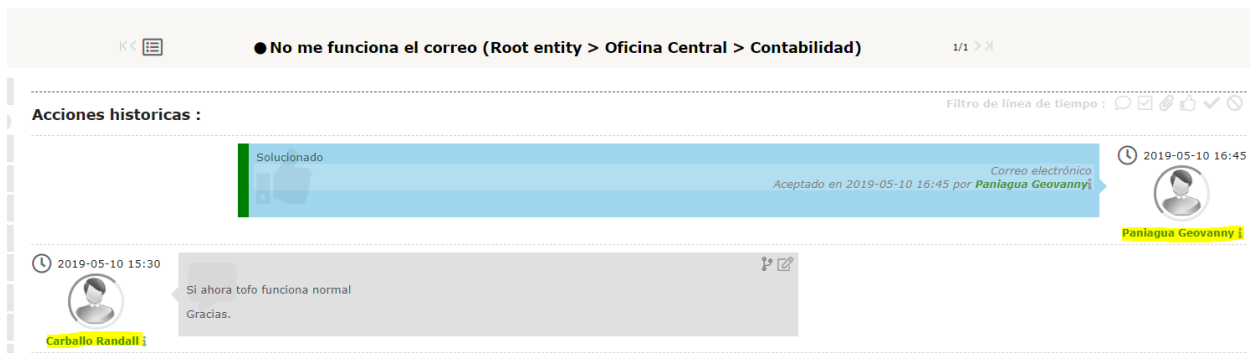 ● No me funciona el correo (Root entity > Oficina Central > Contabilidad)
1/1
Filtro de línea de tiempo :
Acciones historicas :
Solucionado
Correo electrónico
Aceptado en 2019-05-10 16:45 por Paniagua Geovanny
2019-05-10 16:45
Paniagua Geovanny
2019-05-10 15:30
Carballo Randall
Si ahora tofo funciona normal
Gracias.